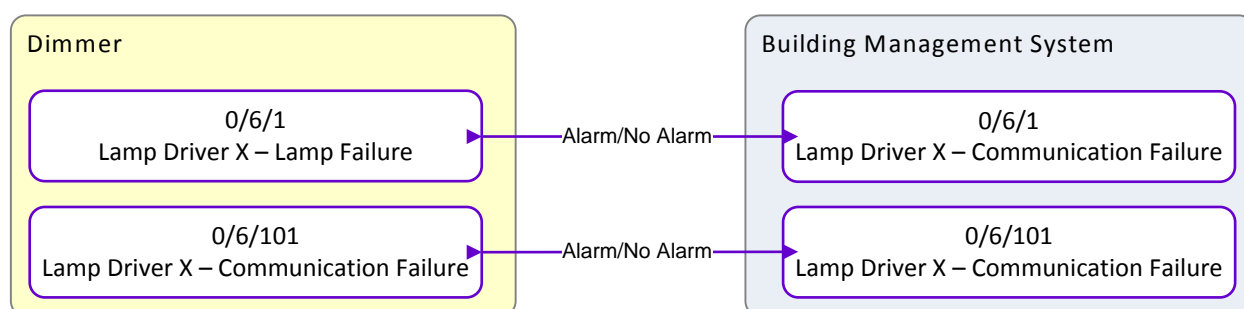 Dimmer
0/6/1
Lamp Driver X – Lamp Failure
0/6/101
Lamp Driver X – Communication Failure
Alarm/No Alarm
Alarm/No Alarm
Building Management System
0/6/1
Lamp Driver X – Communication Failure
0/6/101
Lamp Driver X – Communication Failure